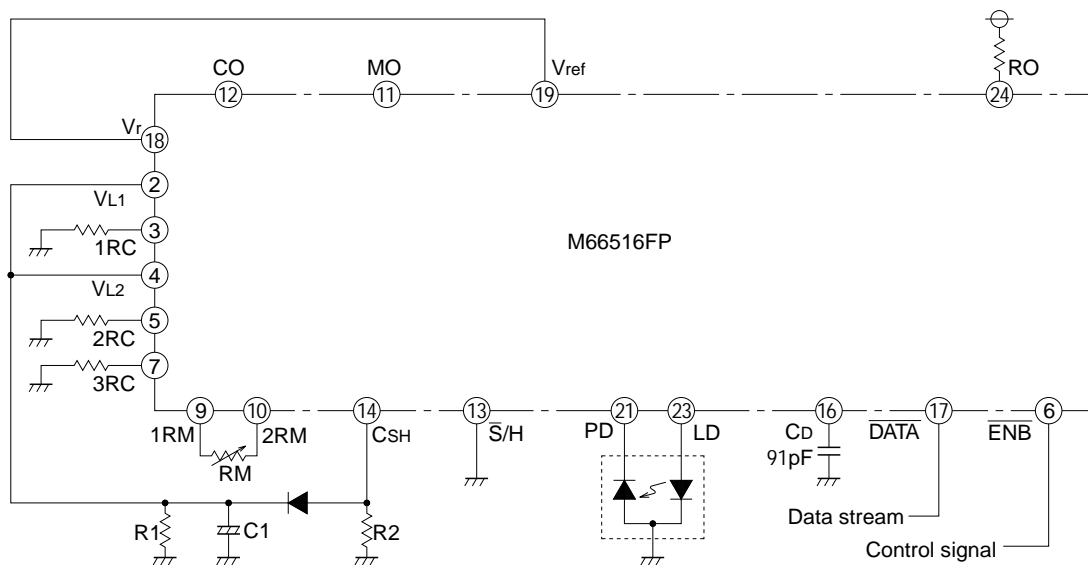 CO
MO
Vref
RO
12
11
19
24
Vr
18
2
VL1
3
1RC
M66516FP
4
VL2
5
2RC
7
3RC
9
10
14
13
21
23
16
17
6
1RM
2RM
CSH
S̅/H
PD
LD
CD
D̅A̅T̅A̅
E̅N̅B̅
RM
91pF
R1
C1
R2
Data stream
Control signal